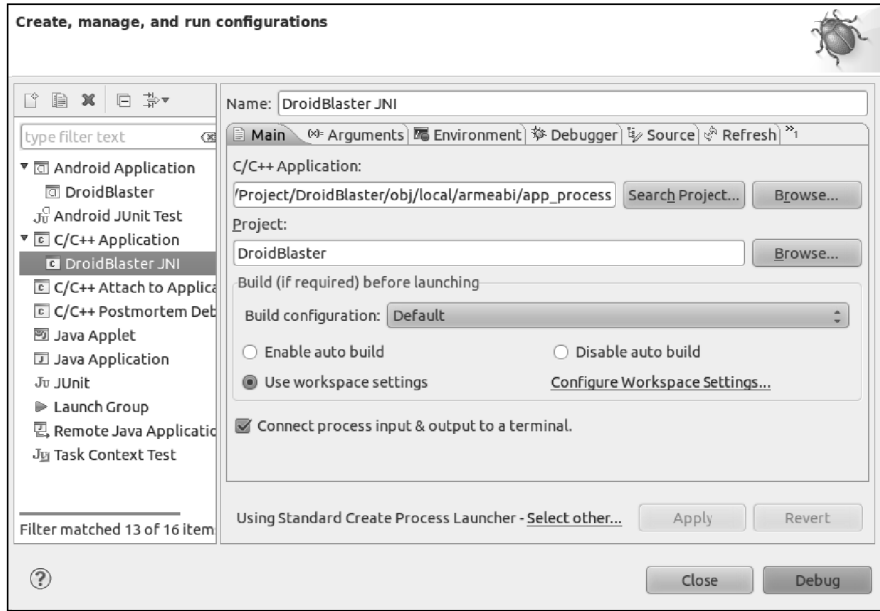 Create, manage, and run configurations
type filter text
Android Application
DroidBlaster
Ju Android JUnit Test
C/C++ Application
DroidBlaster JNI
C/C++ Attach to Applica
C/C++ Postmortem Deb
Java Applet
Java Application
Ju JUnit
Launch Group
Remote Java Applicatio
Ju Task Context Test
Filter matched 13 of 16 item
Name: DroidBlaster JNI
Main Arguments Environment Debugger Source Refresh »1
C/C++ Application:
/Project/DroidBlaster/obj/local/armeabi/app_process Search Project... Browse...
Project:
DroidBlaster Browse...
Build (if required) before launching
Build configuration: Default
Enable auto build Disable auto build
Use workspace settings Configure Workspace Settings...
Connect process input & output to a terminal.
Using Standard Create Process Launcher - Select other... Apply Revert
? Close Debug